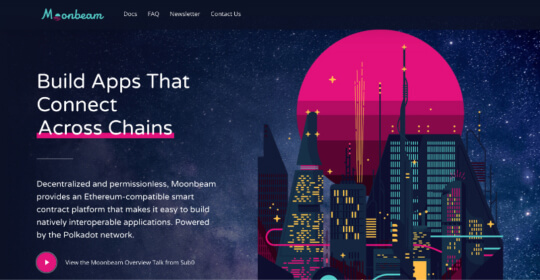 Moonbeam
Docs FAQ Newsletter Contact Us
Build Apps That
Connect
Across Chains
Decentralized and permissionless, Moonbeam
provides an Ethereum-compatible smart
contract platform that makes it easy to build
natively interoperable applications. Powered
by the Polkadot network.
View the Moonbeam Overview Talk from Sub0